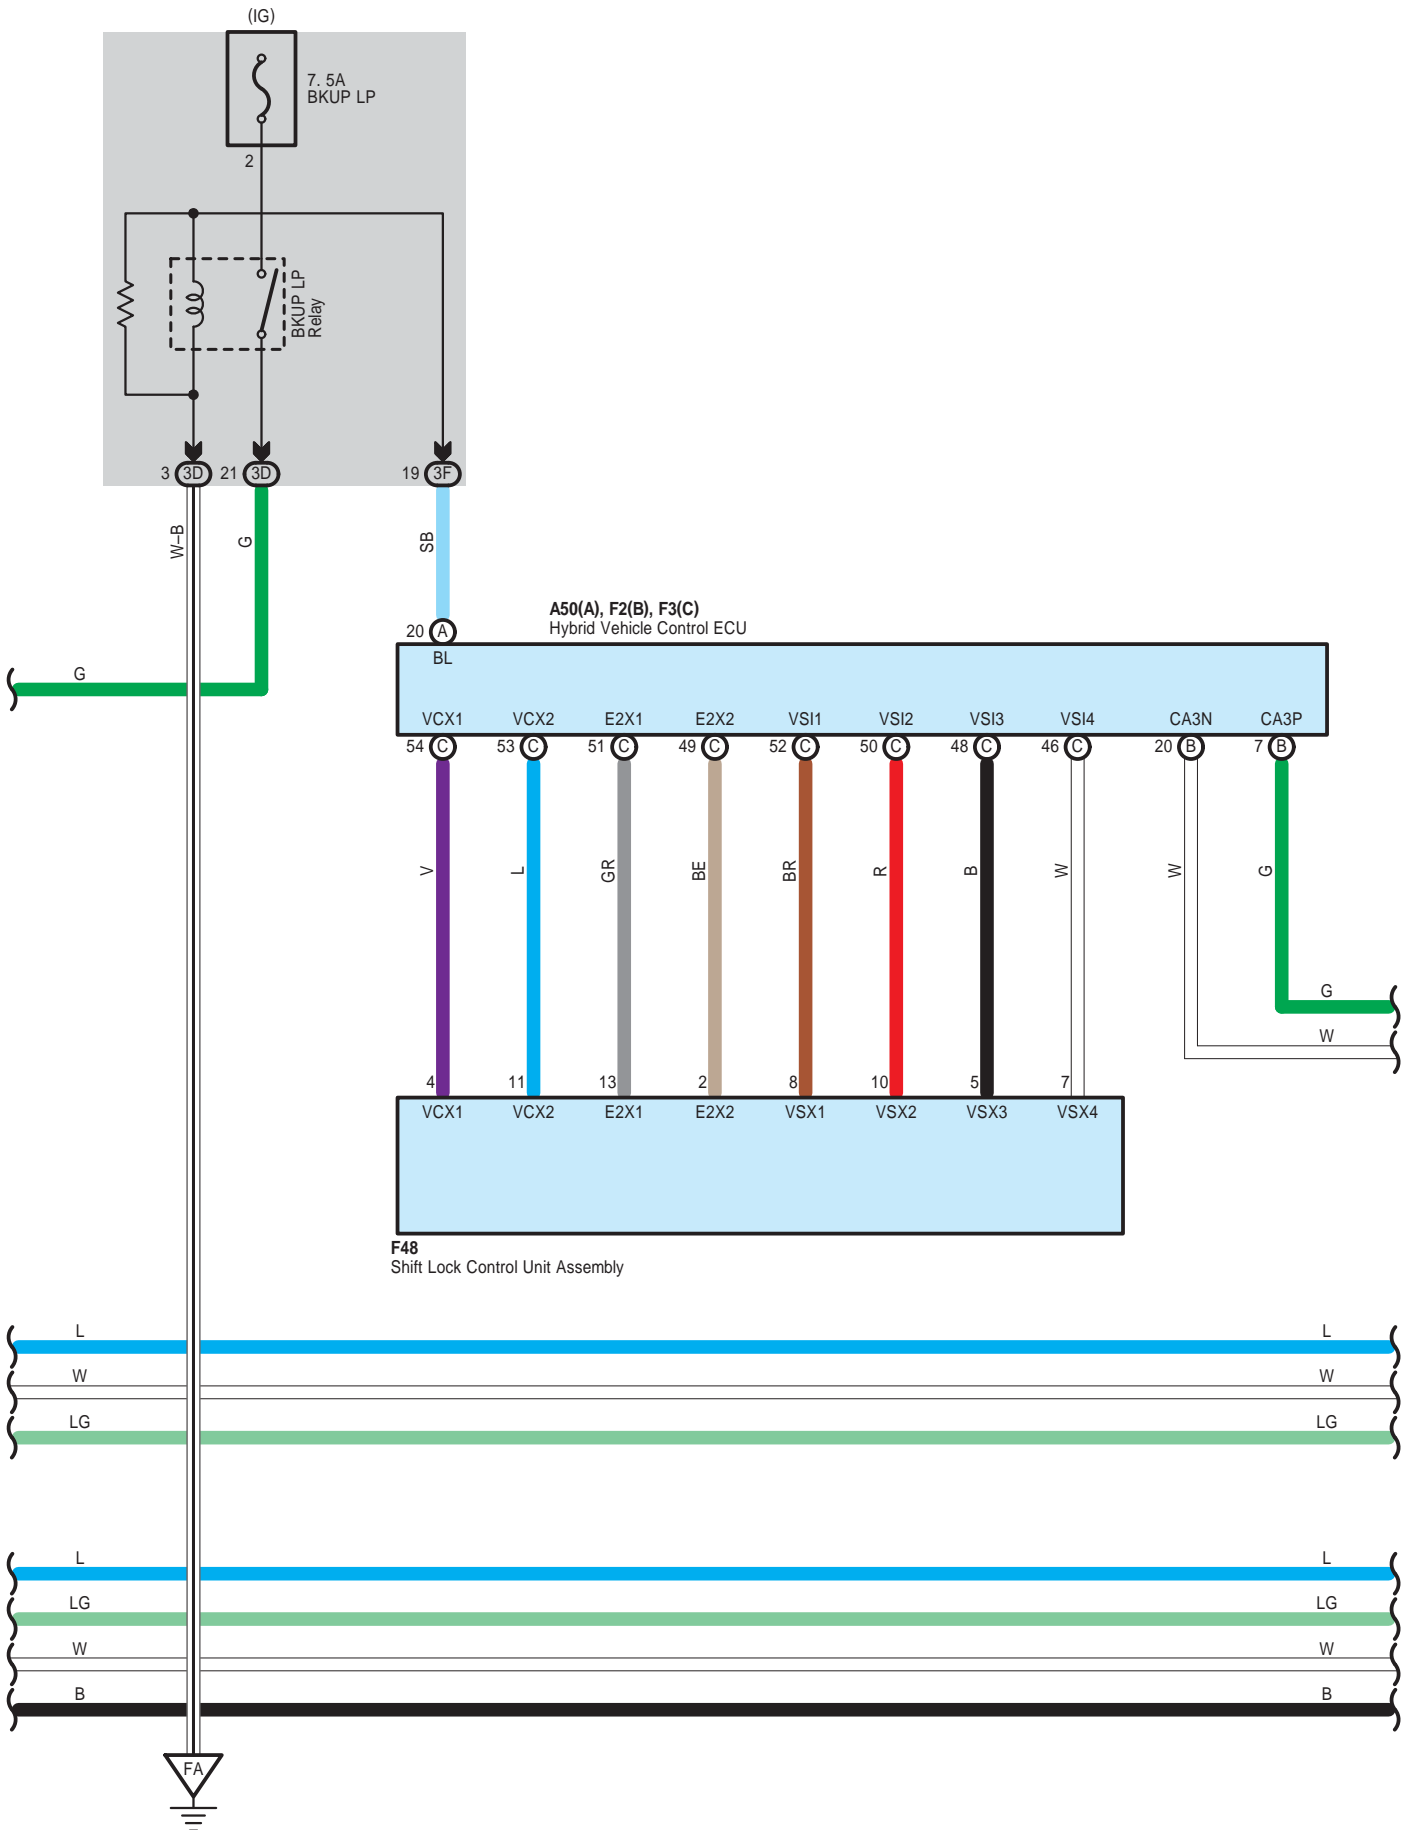 (IG)
7. 5A
BKUP LP
2
BKUP LP
Relay
3 3D 21 3D 19 3F
W–B
G
SB
A50(A), F2(B), F3(C)
Hybrid Vehicle Control ECU
20 A
BL
G
VCX1 VCX2 E2X1 E2X2 VSI1 VSI2 VSI3 VSI4 CA3N CA3P
54 C 53 C 51 C 49 C 52 C 50 C 48 C 46 C 20 B 7 B
V L GR BE BR R B W W G
G
W
4 11 13 2 8 10 5 7
VCX1 VCX2 E2X1 E2X2 VSX1 VSX2 VSX3 VSX4
F48
Shift Lock Control Unit Assembly
L L
W W
LG LG
L L
LG LG
W W
B B
FA